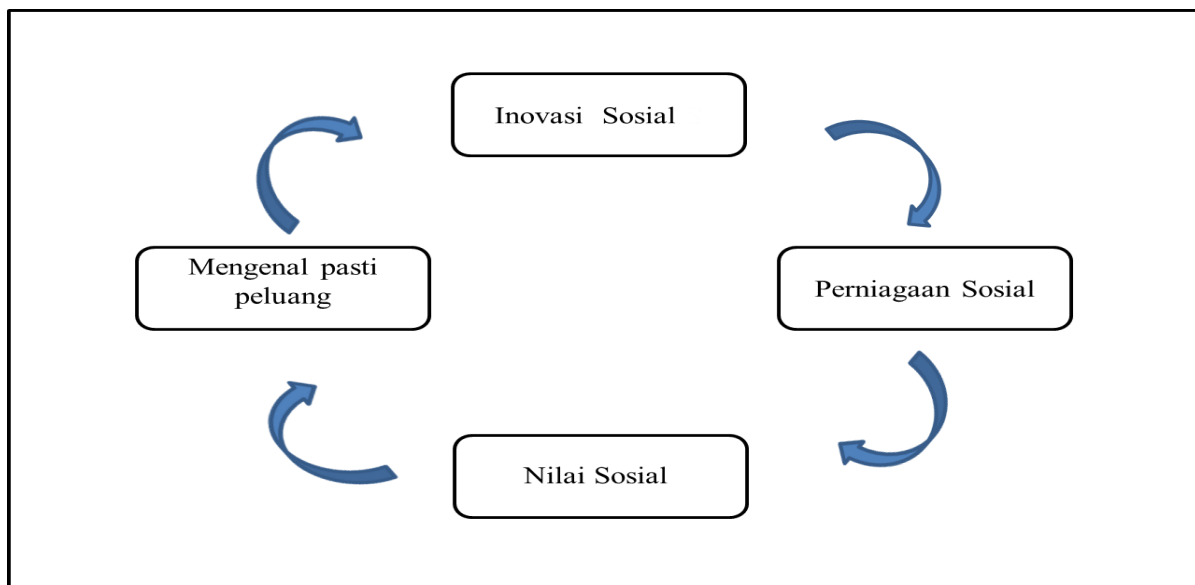 Inovasi Sosial
Mengenal pasti
peluang
Perniagaan Sosial
Nilai Sosial